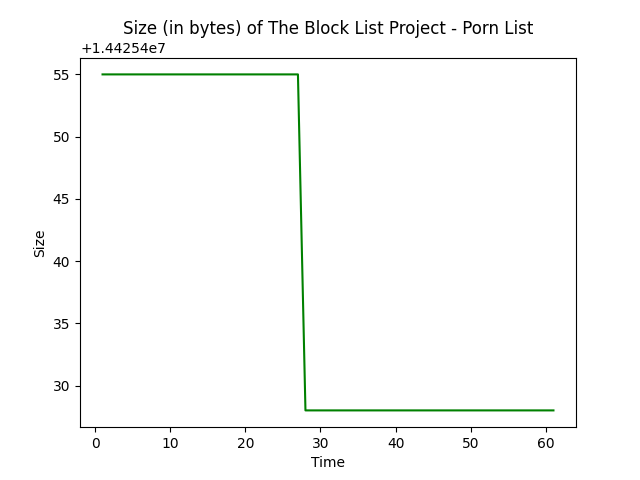 Size (in bytes) of The Block List Project - Porn List
+1.44254e7
55
50
45
40
35
30
Size
0 10 20 30 40 50 60
Time